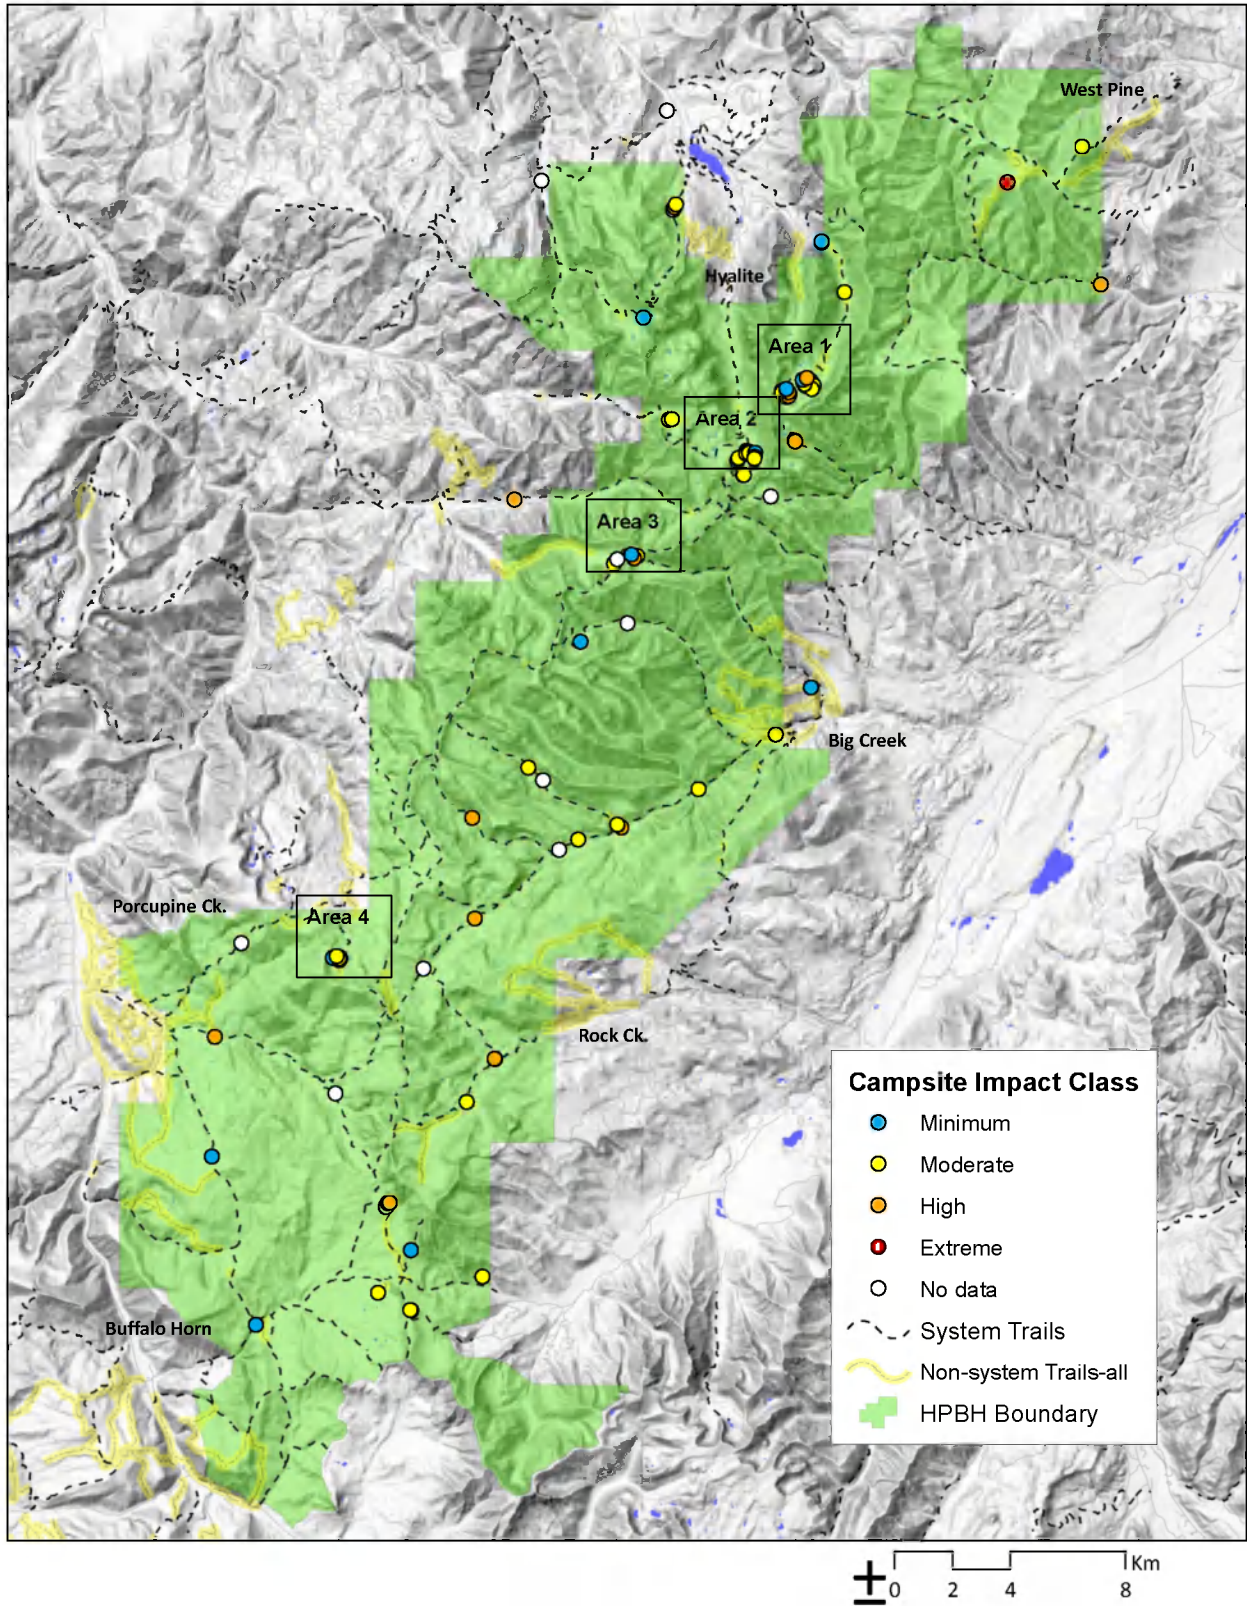 West Pine
Hyalite
Area 1
Area 2
Area 3
Big Creek
Porcupine Ck.
Area 4
Rock Ck.
Buffalo Horn
Campsite Impact Class
Minimum
Moderate
High
Extreme
No data
System Trails
Non-system Trails-all
HPBH Boundary
Km
0 2 4 8